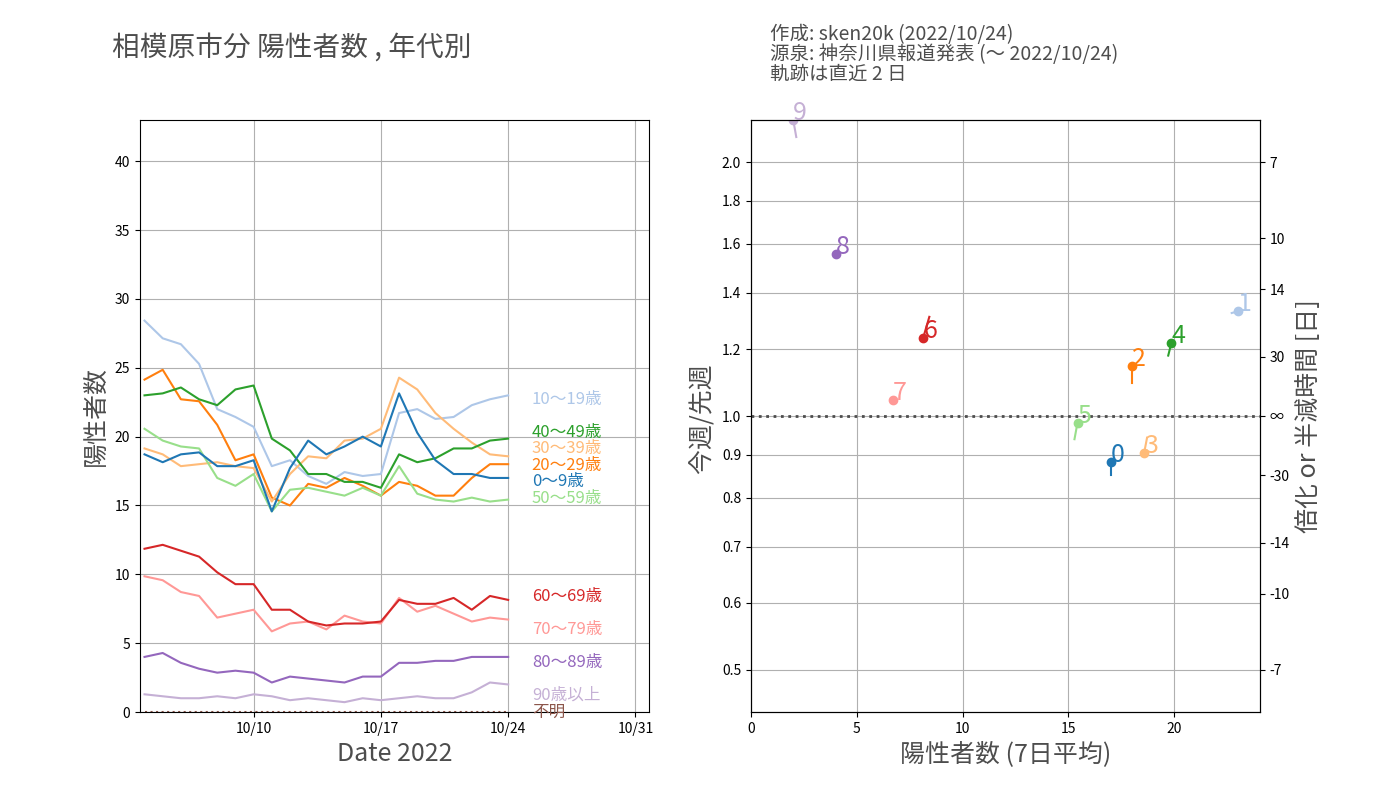 相模原市分 陽性者数 , 年代別
作成: sken20k (2022/10/24)
源泉: 神奈川県報道発表 (〜 2022/10/24)
軌跡は直近 2 日
陽性者数
40
35
30
25
20
15
10
5
0
10/10
10/17
10/24
10/31
Date 2022
10〜19歳
40〜49歳
30〜39歳
20〜29歳
0〜9歳
50〜59歳
60〜69歳
70〜79歳
80〜89歳
90歳以上
不明
今週/先週
2.0
1.8
1.6
1.4
1.2
1.0
0.9
0.8
0.7
0.6
0.5
9
8
1
6
4
2
7
5
3
0
0
5
10
15
20
陽性者数 (7日平均)
7
10
14
30
∞
-30
-14
-10
-7
倍化 or 半減時間 [日]